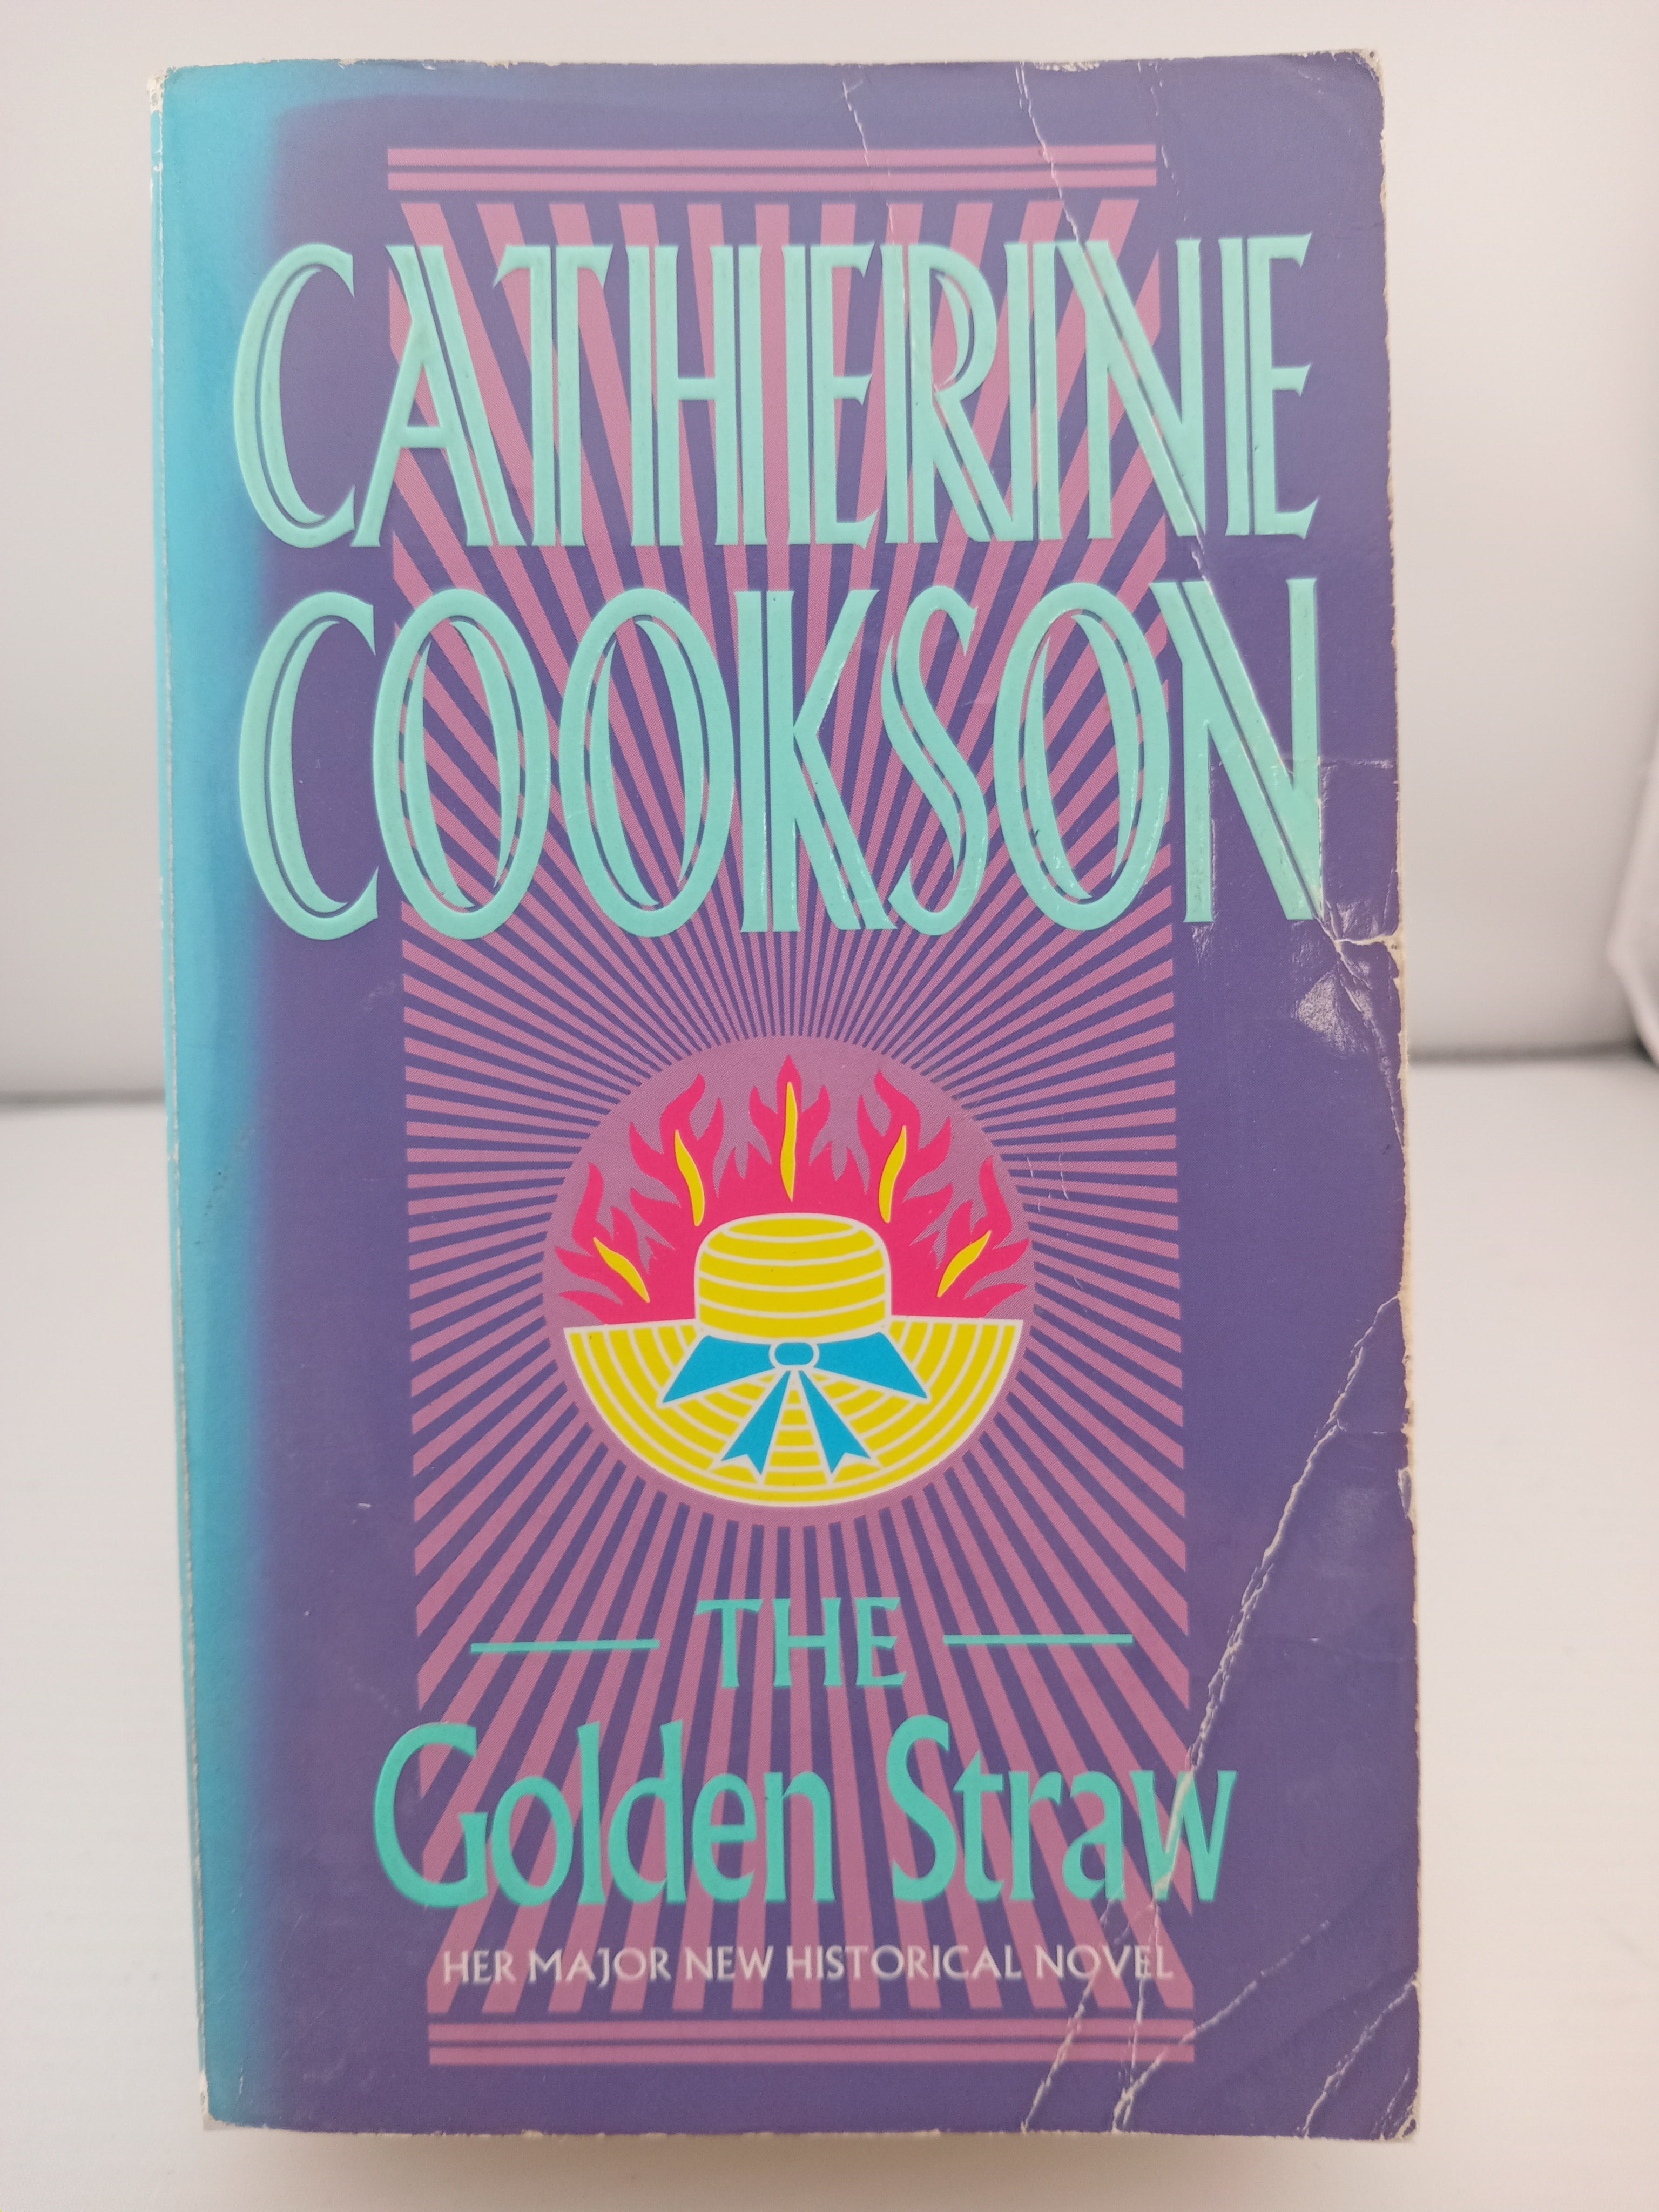 CATHERINE
COOKSON
THE
Golden Straw
HER MAJOR NEW HISTORICAL NOVEL